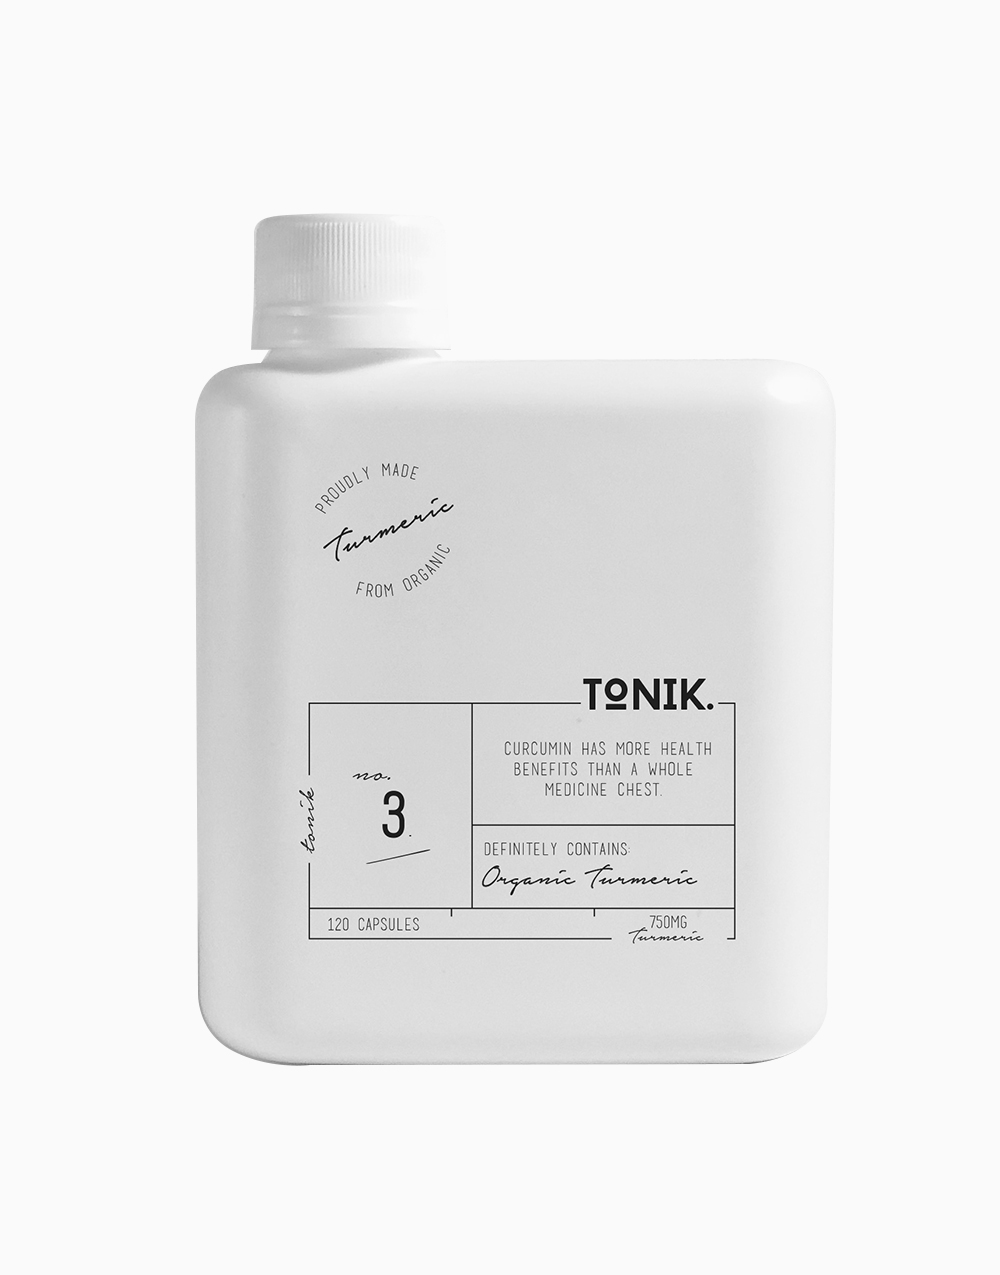 PROUDLY MADE
Turmeric
FROM ORGANIC
TONIK.
CURCUMIN HAS MORE HEALTH
BENEFITS THAN A WHOLE
MEDICINE CHEST.
no.
3.
tonik
DEFINITELY CONTAINS:
Organic Turmeric
120 CAPSULES
750MG
Turmeric